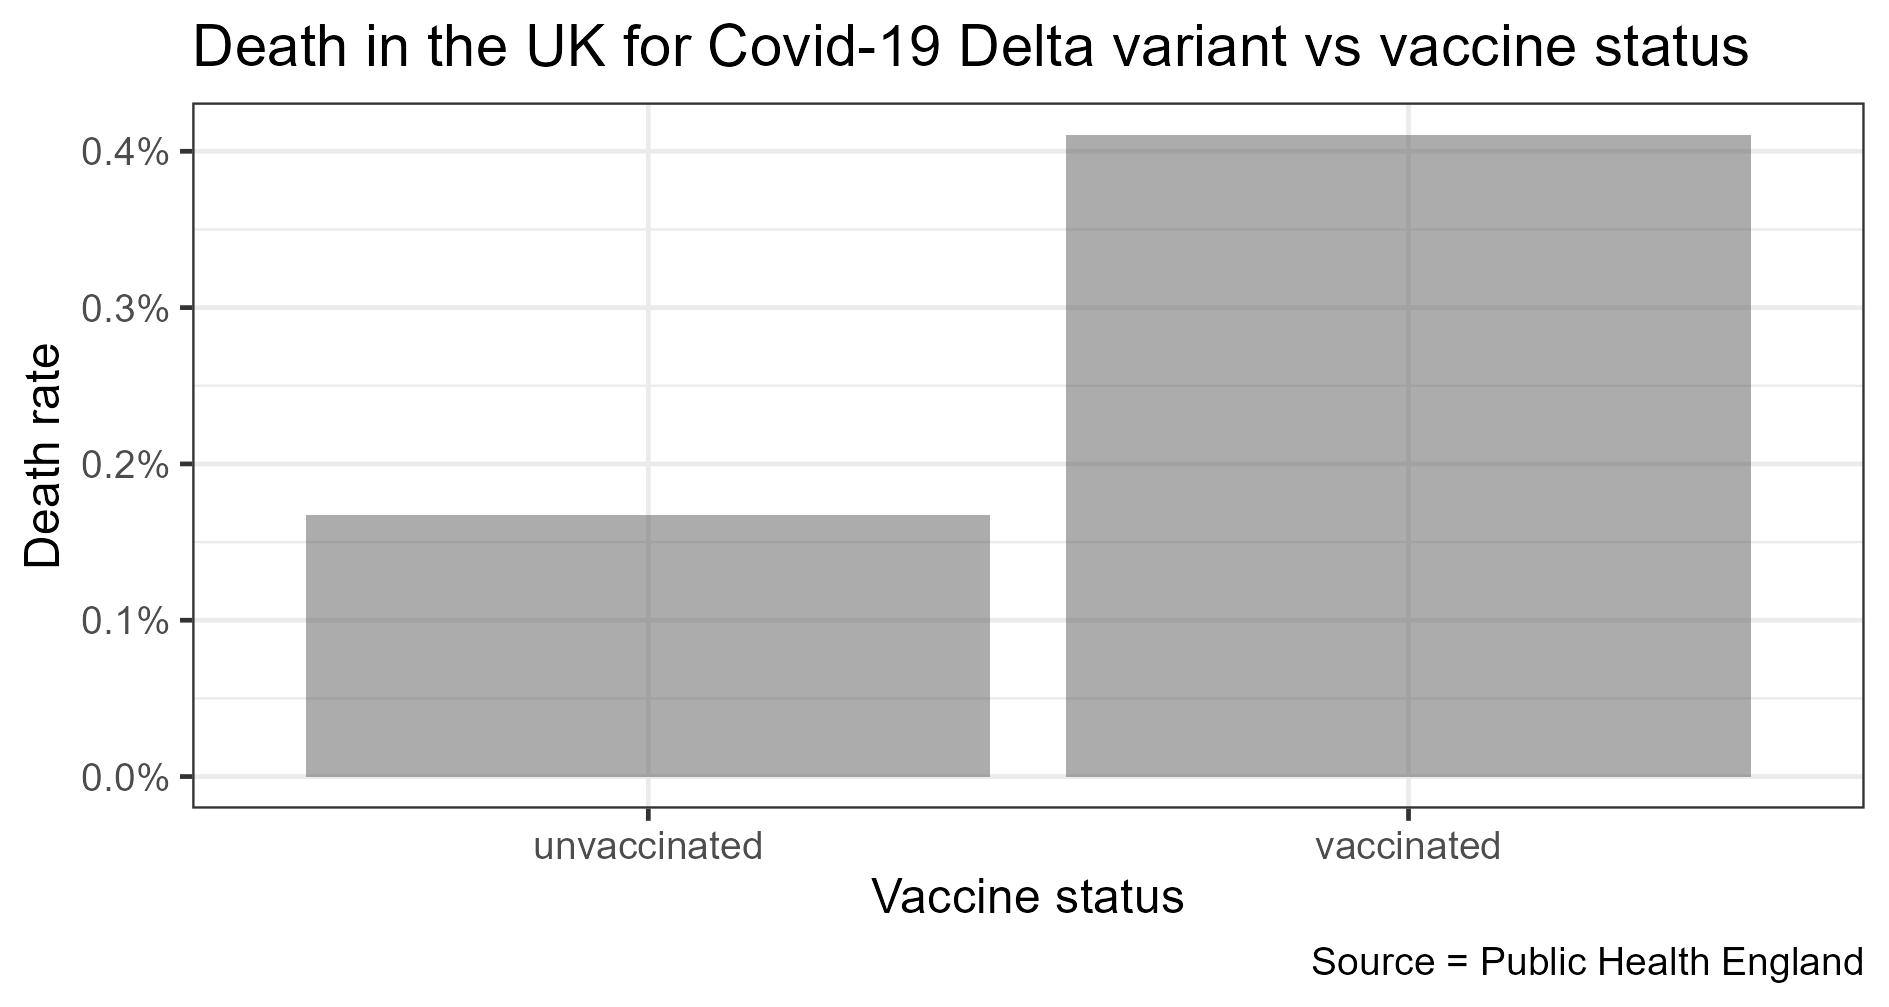 Death in the UK for Covid-19 Delta variant vs vaccine status
0.4%
0.3%
0.2%
0.1%
0.0%
Death rate
unvaccinated
vaccinated
Vaccine status
Source = Public Health England